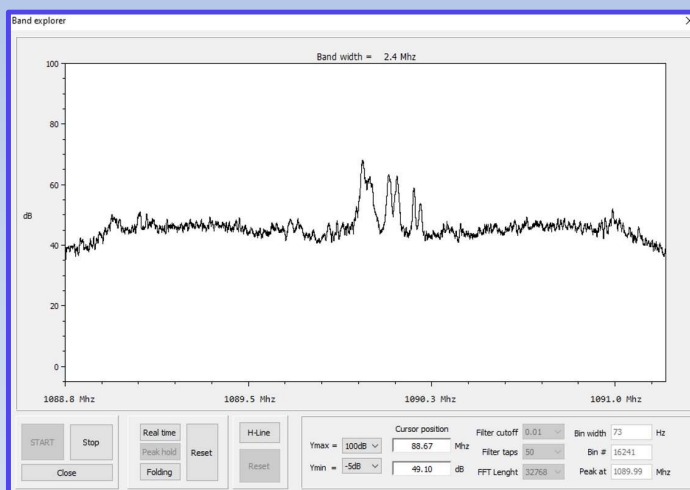 Band explorer
Band width = 2.4 Mhz
100
80
60
dB
40
20
0
1088.8 Mhz 1089.5 Mhz 1090.3 Mhz 1091.0 Mhz
START Stop Close
Real time Peak hold Folding Reset
H-Line Reset
Cursor position
Ymax = 100dB 88.67 Mhz
Ymin = -5dB 49.10 dB
Filter cutoff 0.01 Bin width 73 Hz
Filter taps 50 Bin # 16241
FFT Lenght 32768 Peak at 1089.99 Mhz